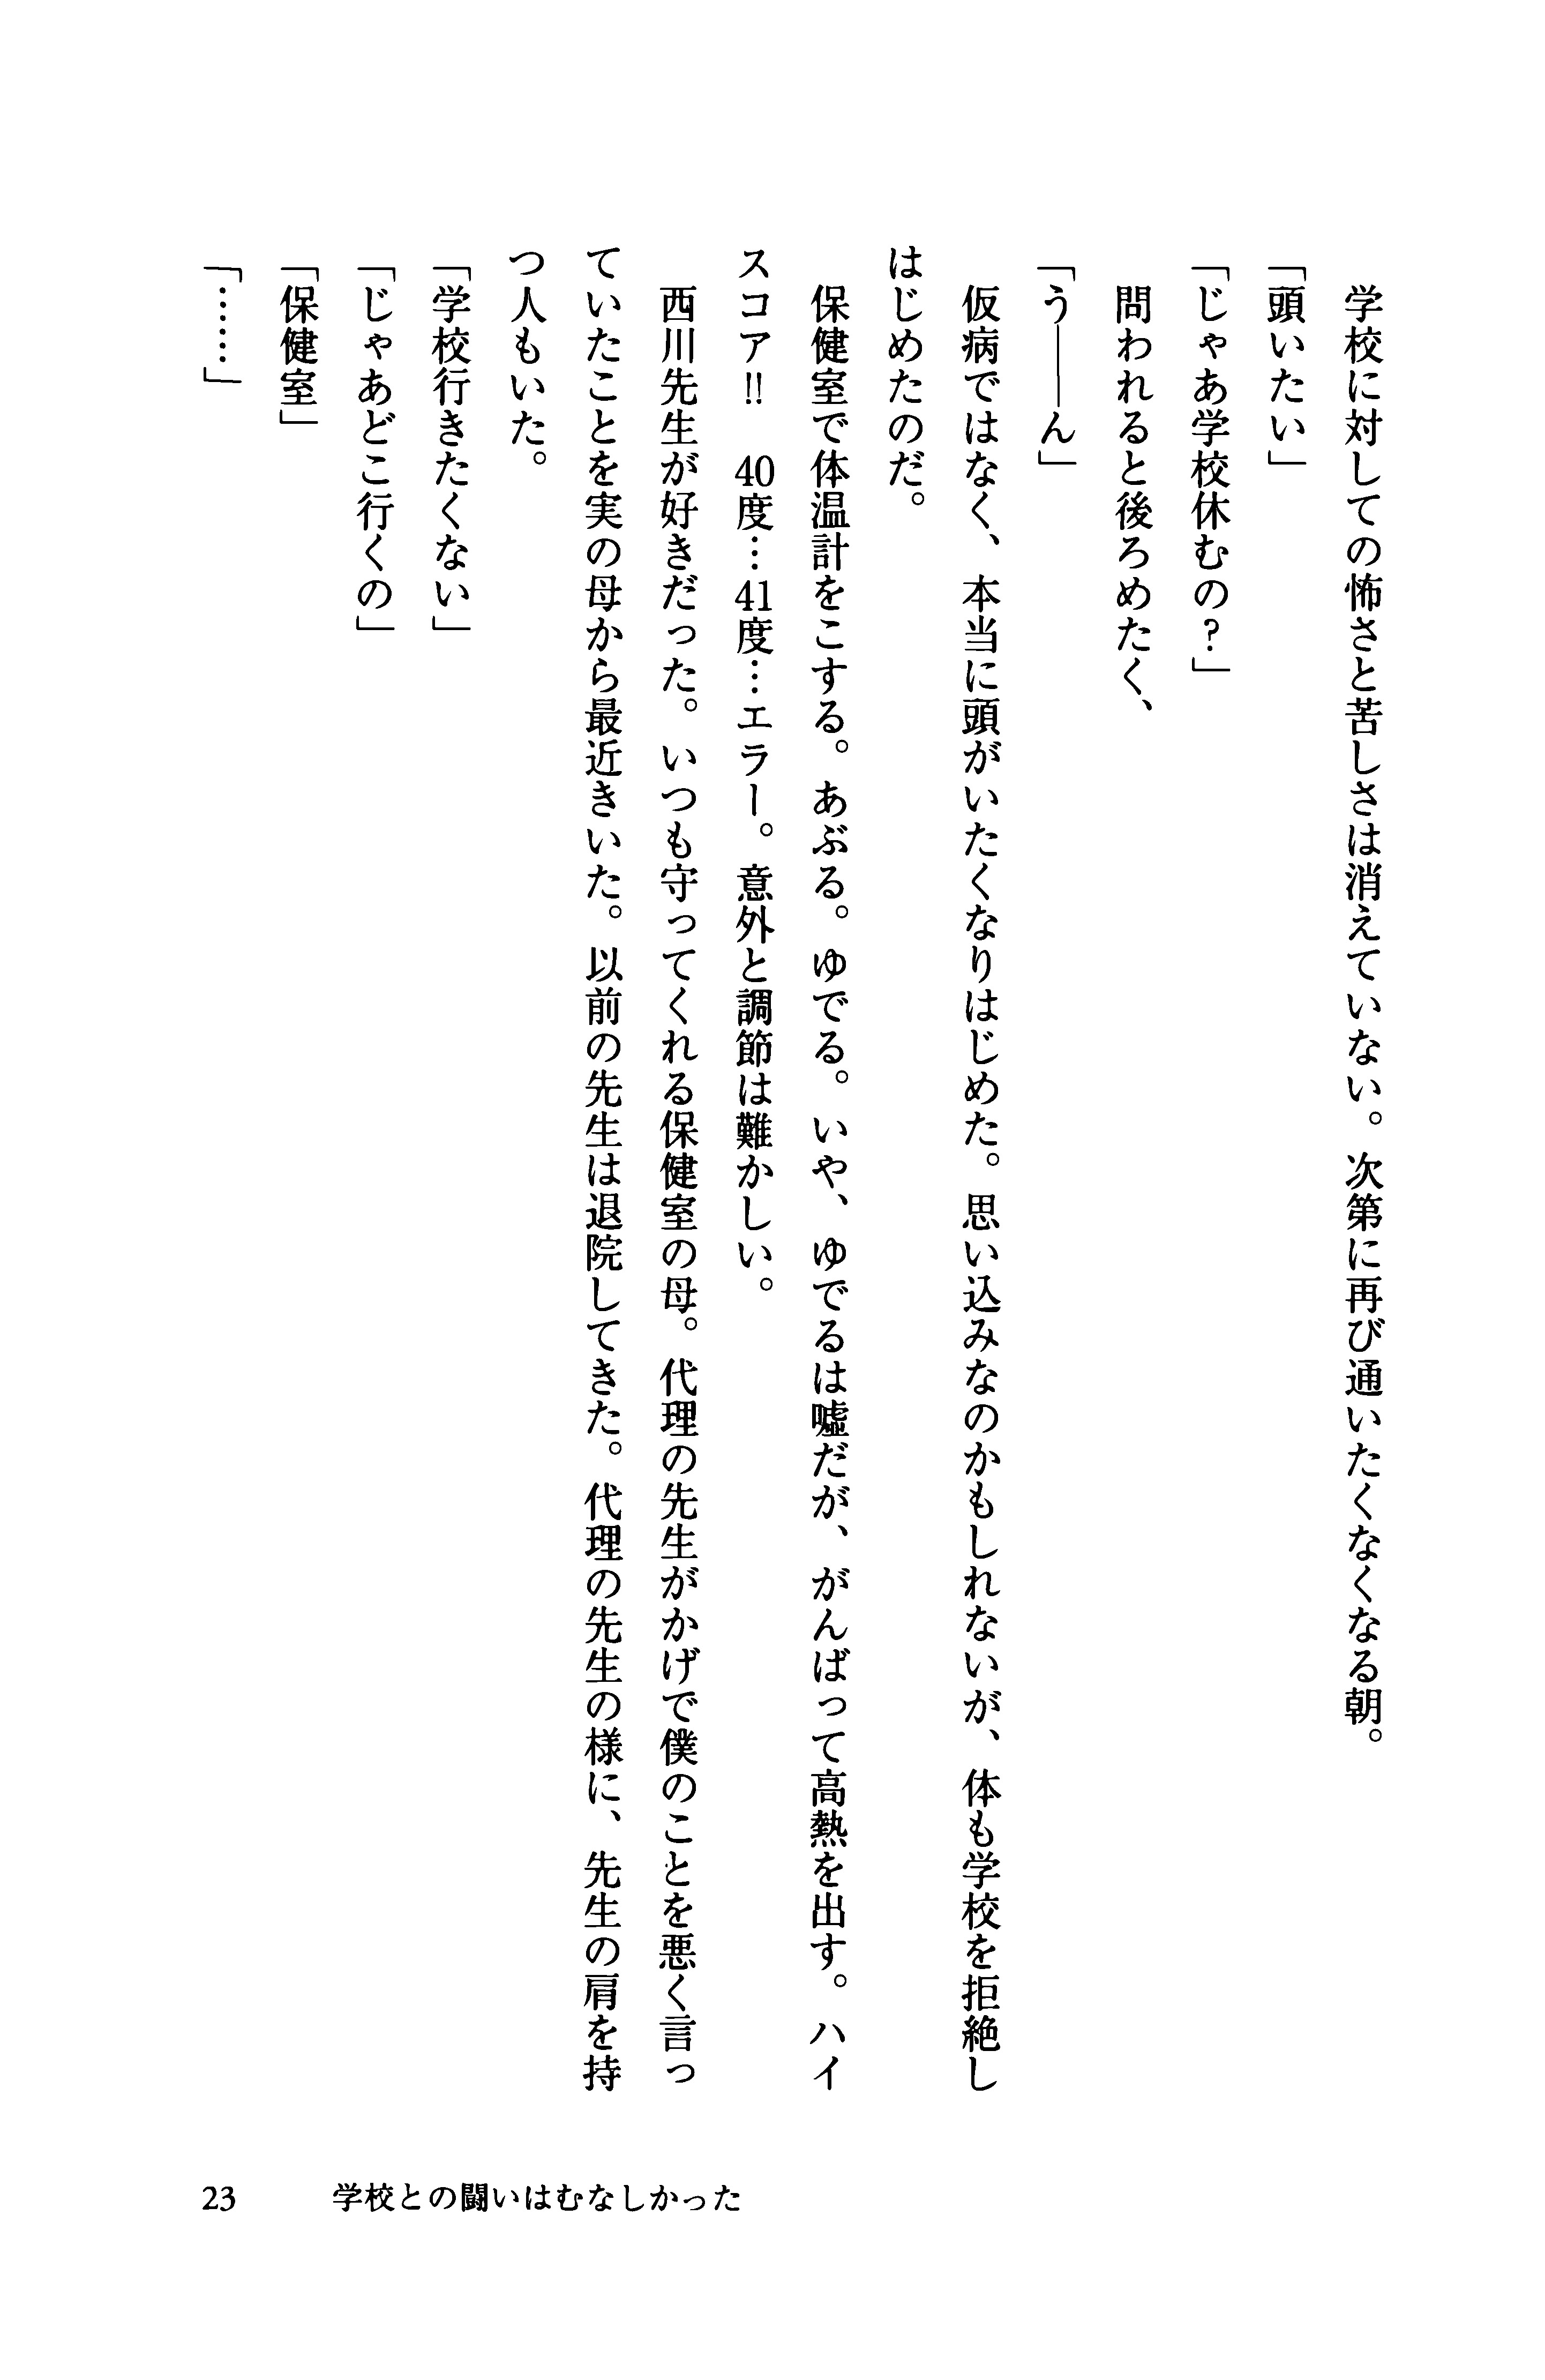 学校に対しての怖さと苦しさは消えていない。次第に再び通いたくなくなる朝。
「頭いたい」
「じゃあ学校休むの？」
問われると後ろめたく、
「う――ん」
仮病ではなく、本当に頭がいたくなりはじめた。思い込みなのかもしれないが、体も学校を拒絶し
はじめたのだ。
保健室で体温計をこする。あぶる。ゆでる。いや、ゆでるは嘘だが、がんばって高熱を出す。ハイ
スコア!!　40度…41度…エラー。意外と調節は難かしい。
西川先生が好きだった。いつも守ってくれる保健室の母。代理の先生がかげで僕のことを悪く言っ
ていたことを実の母から最近きいた。以前の先生は退院してきた。代理の先生の様に、先生の肩を持
つ人もいた。
「学校行きたくない」
「じゃあどこ行くの」
「保健室」
「……」
23　学校との闘いはむなしかった